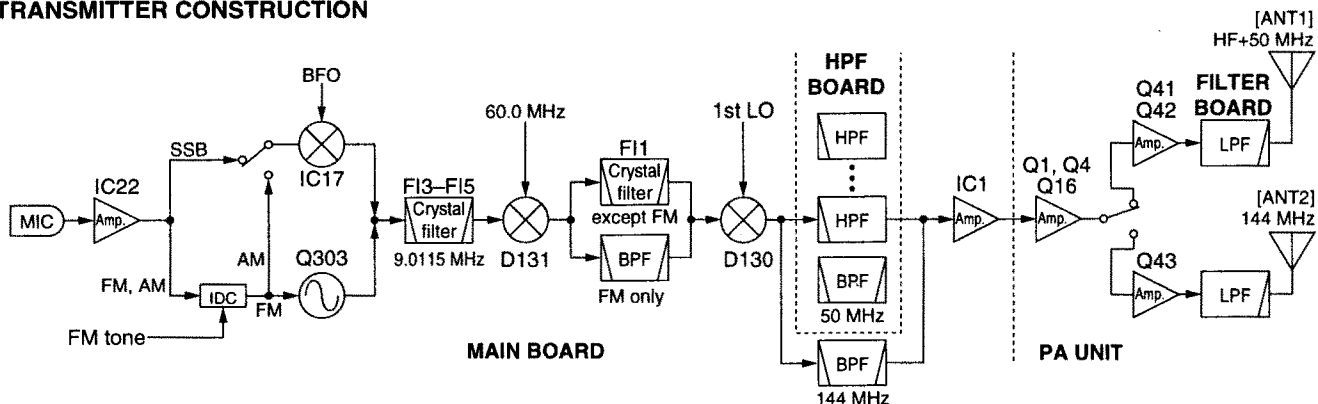 TRANSMITTER CONSTRUCTION
[ANT1]
HF+50 MHz
BFO
60.0 MHz
1st LO
HPF
BOARD
Q41
Q42
FILTER
BOARD
SSB
IC17
FI1
Crystal
filter
HPF
Amp.
LPF
IC22
FI3–FI5
except FM
IC1
Q1, Q4
Q16
[ANT2]
144 MHz
MIC
Amp.
Crystal
filter
HPF
Amp.
Amp.
9.0115 MHz
D131
D130
AM
Q303
BPF
BPF
Q43
FM, AM
IDC
FM
FM only
50 MHz
Amp.
LPF
FM tone
MAIN BOARD
BPF
PA UNIT
144 MHz